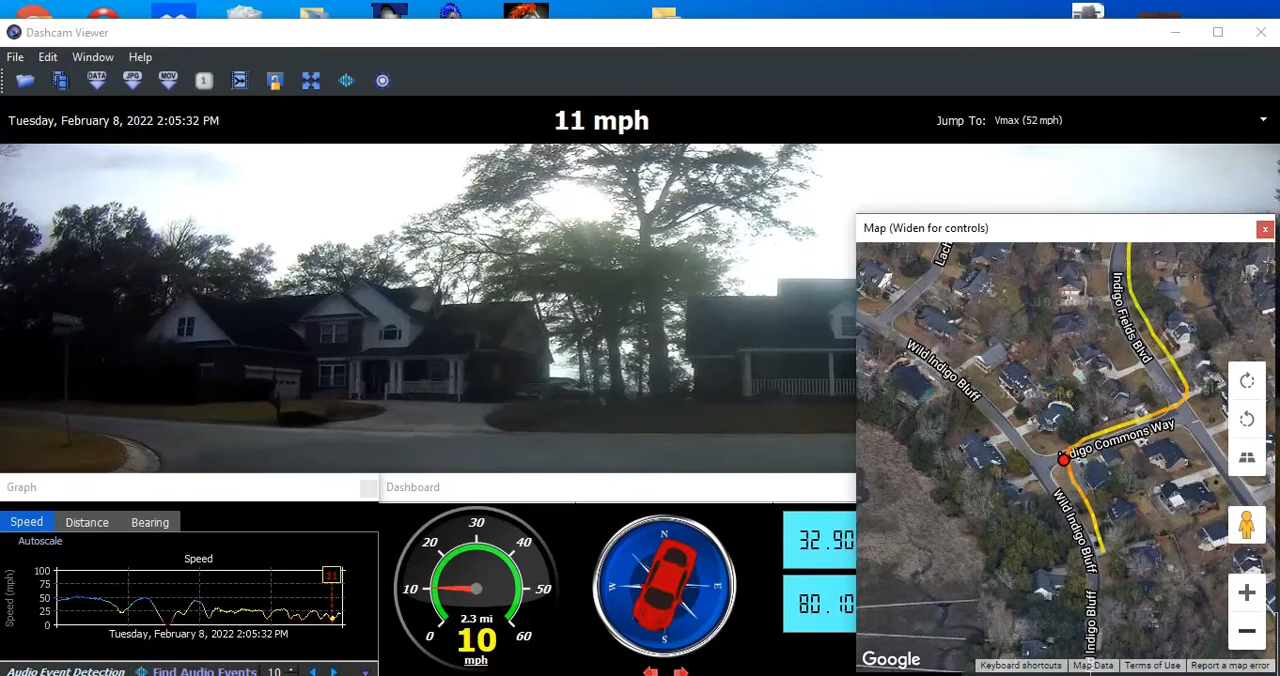 Dashcam Viewer
File Edit Window Help
DATA JPG MOV 1
Tuesday, February 8, 2022 2:05:32 PM
11 mph
Jump To: Vmax (52 mph)
Map (Widen for controls)
x
Indigo Fields Blvd
Wild Indigo Bluff
digo Commons Way
Wild Indigo Bluff
Indigo Bluff
Google
Keyboard shortcuts Map Data Terms of Use Report a map error
Graph
Dashboard
Speed Distance Bearing
Autoscale
Speed
Speed (mph)
100
75
50
25
0
11
Tuesday, February 8, 2022 2:05:32 PM
Audio Event Detection Find Audio Events 10
0 10 20 30 40 50 60
2.3 mi
10
mph
N
E
S
W
32.90
80.10